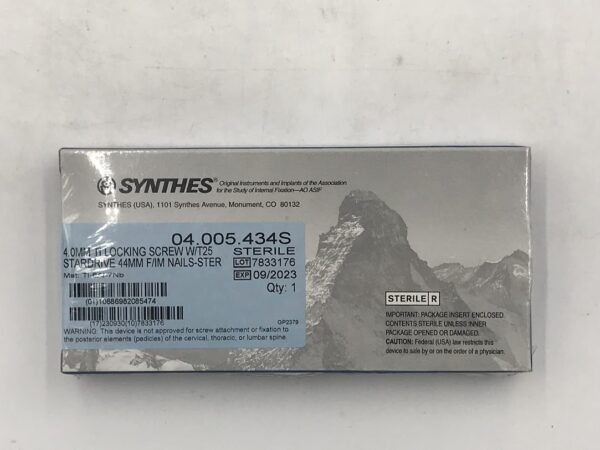 SYNTHES®
Original Instruments and Implants of the Association
for the Study of Internal Fixation—AO ASIF
SYNTHES (USA), 1101 Synthes Avenue, Monument, CO 80132
04.005.434S
4.0MM TI LOCKING SCREW W/T25 STERILE
STARDRIVE 44MM F/IM NAILS-STER LOT 7833176
EXP 09/2023
Mat:
Qty: 1
(01)10886982085474
(17)230930(10)7833176
GP2379
WARNING: This device is not approved for screw attachment or fixation to
the posterior elements (pedicles) of the cervical, thoracic, or lumbar spine.
STERILE R
IMPORTANT: PACKAGE INSERT ENCLOSED.
CONTENTS STERILE UNLESS INNER
PACKAGE OPENED OR DAMAGED.
CAUTION: Federal (USA) law restricts this
device to sale by or on the order of a physician.